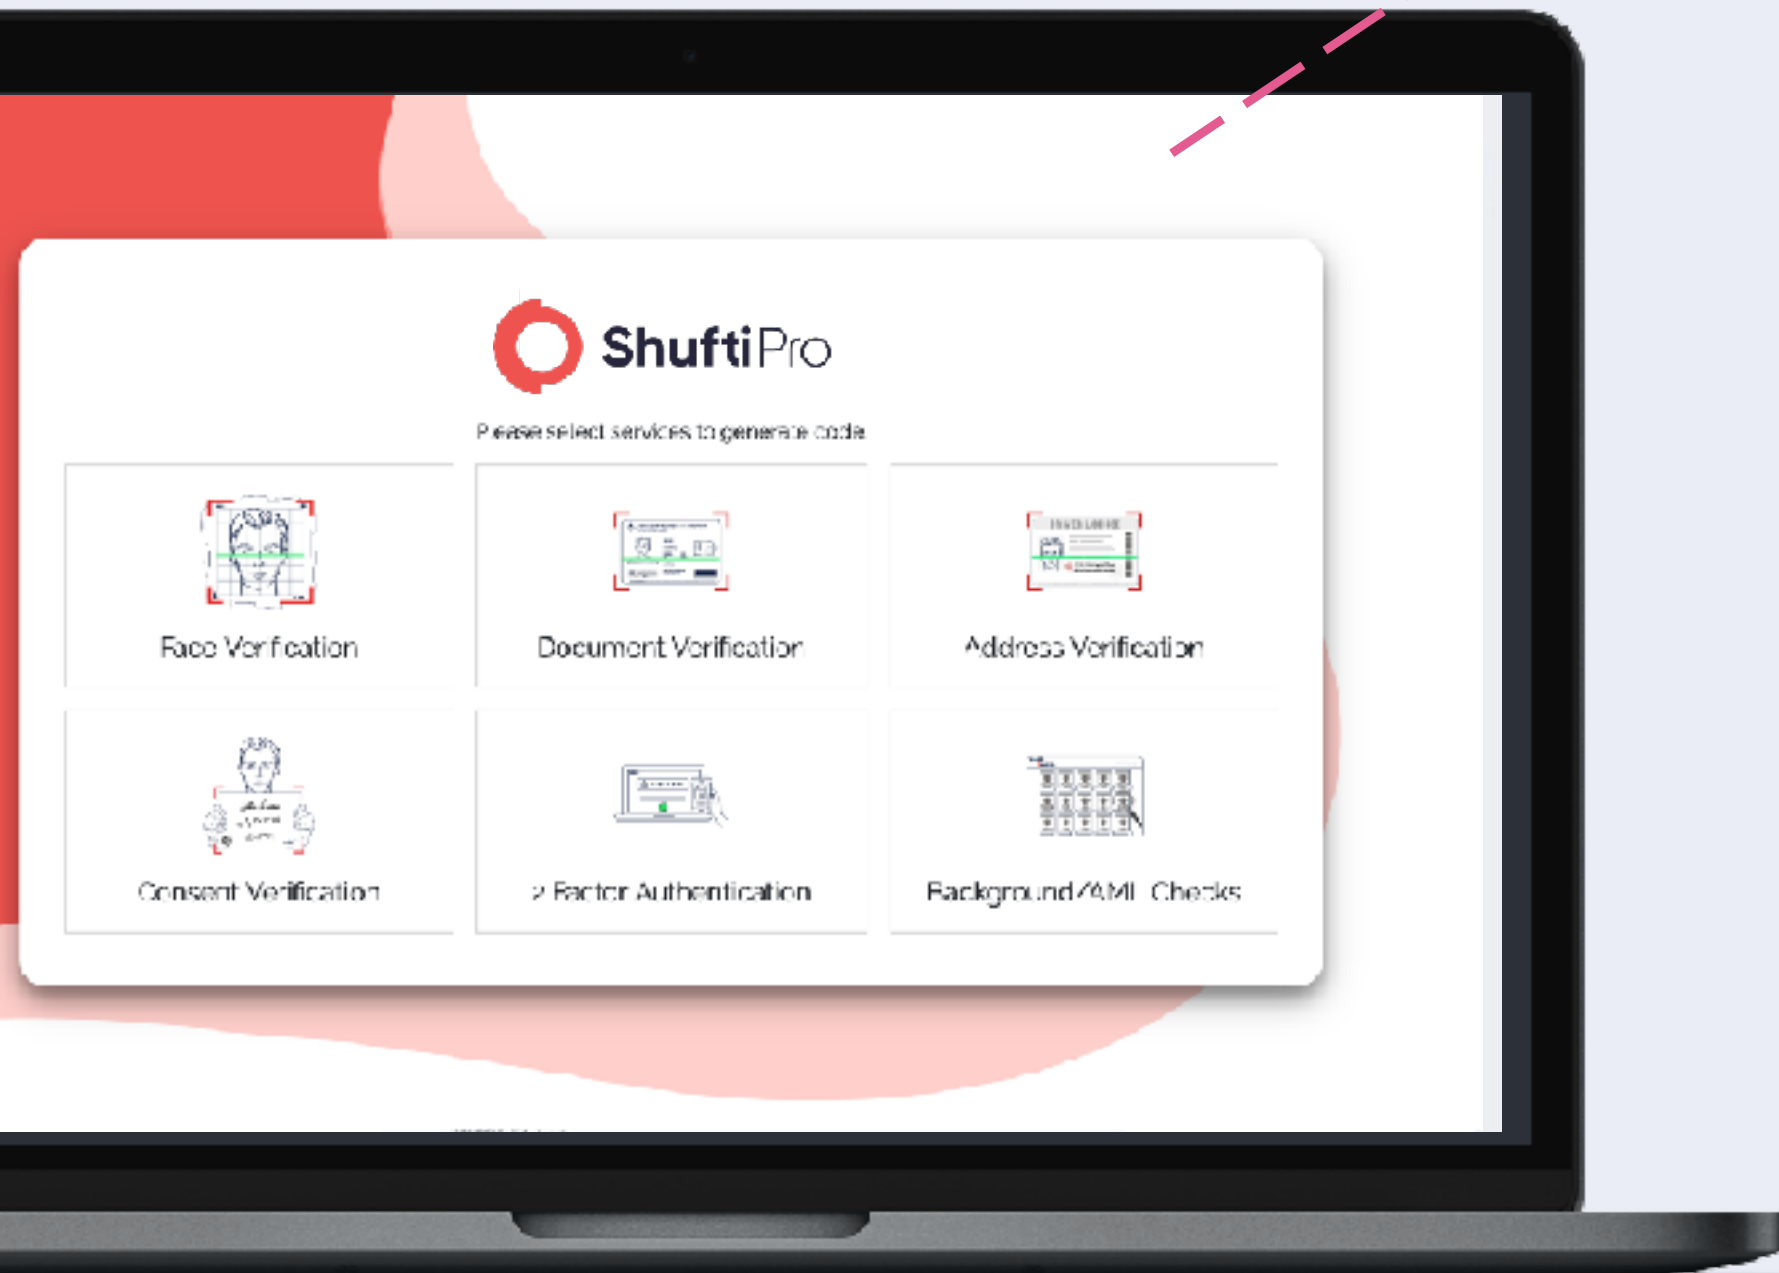 ShuftiPro
Please select services to generate code
Face Verification
Document Verification
Address Verification
Consent Verification
2 Factor Authentication
Background/AML Checks